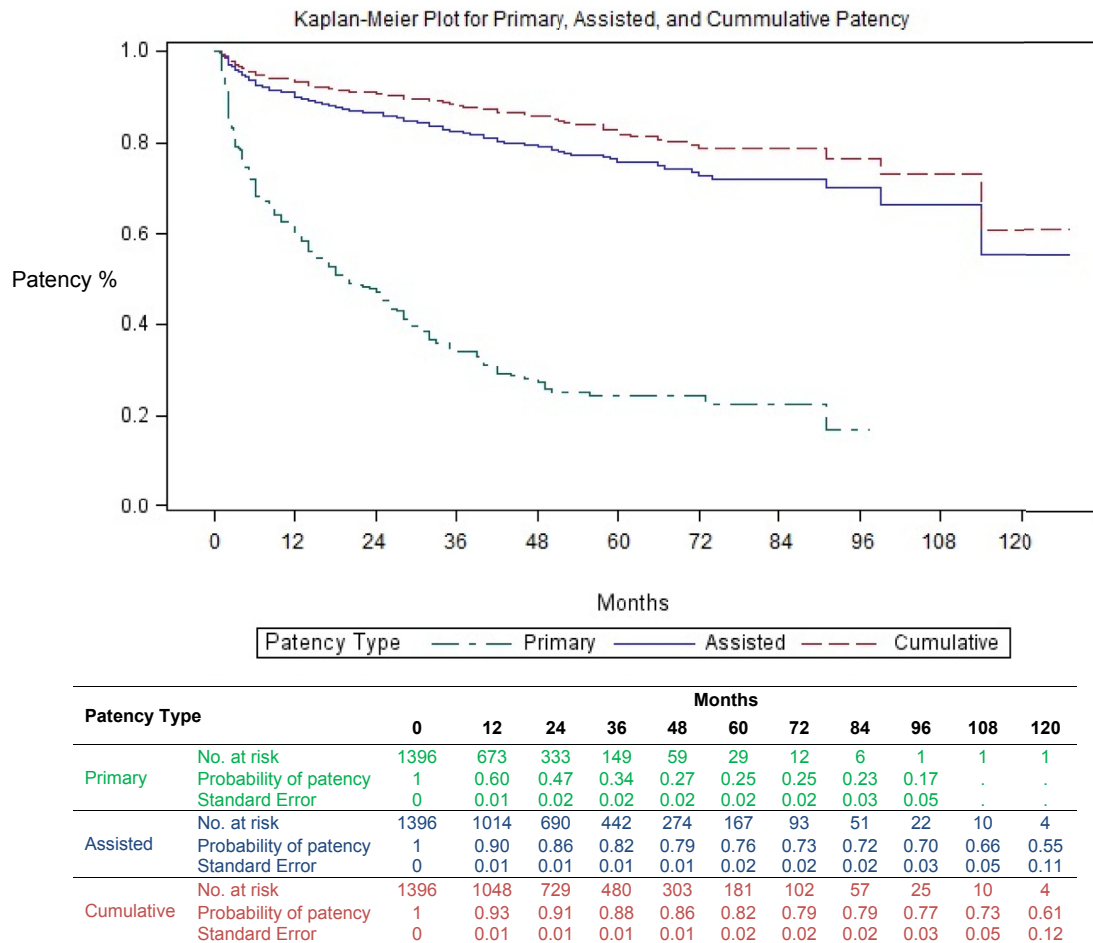 Kaplan-Meier Plot for Primary, Assisted, and Cummulative Patency
1.0
0.8
0.6
Patency %
0.4
0.2
0.0
0 12 24 36 48 60 72 84 96 108 120
Months
Patency Type Primary Assisted Cumulative
Patency Type Months
0 12 24 36 48 60 72 84 96 108 120
Primary
No. at risk 1396 673 333 149 59 29 12 6 1 1 1
Probability of patency 1 0.60 0.47 0.34 0.27 0.25 0.25 0.23 0.17 . .
Standard Error 0 0.01 0.02 0.02 0.02 0.02 0.02 0.03 0.05 . .
Assisted
No. at risk 1396 1014 690 442 274 167 93 51 22 10 4
Probability of patency 1 0.90 0.86 0.82 0.79 0.76 0.73 0.72 0.70 0.66 0.55
Standard Error 0 0.01 0.01 0.01 0.01 0.02 0.02 0.02 0.03 0.05 0.11
Cumulative
No. at risk 1396 1048 729 480 303 181 102 57 25 10 4
Probability of patency 1 0.93 0.91 0.88 0.86 0.82 0.79 0.79 0.77 0.73 0.61
Standard Error 0 0.01 0.01 0.01 0.01 0.02 0.02 0.02 0.03 0.05 0.12